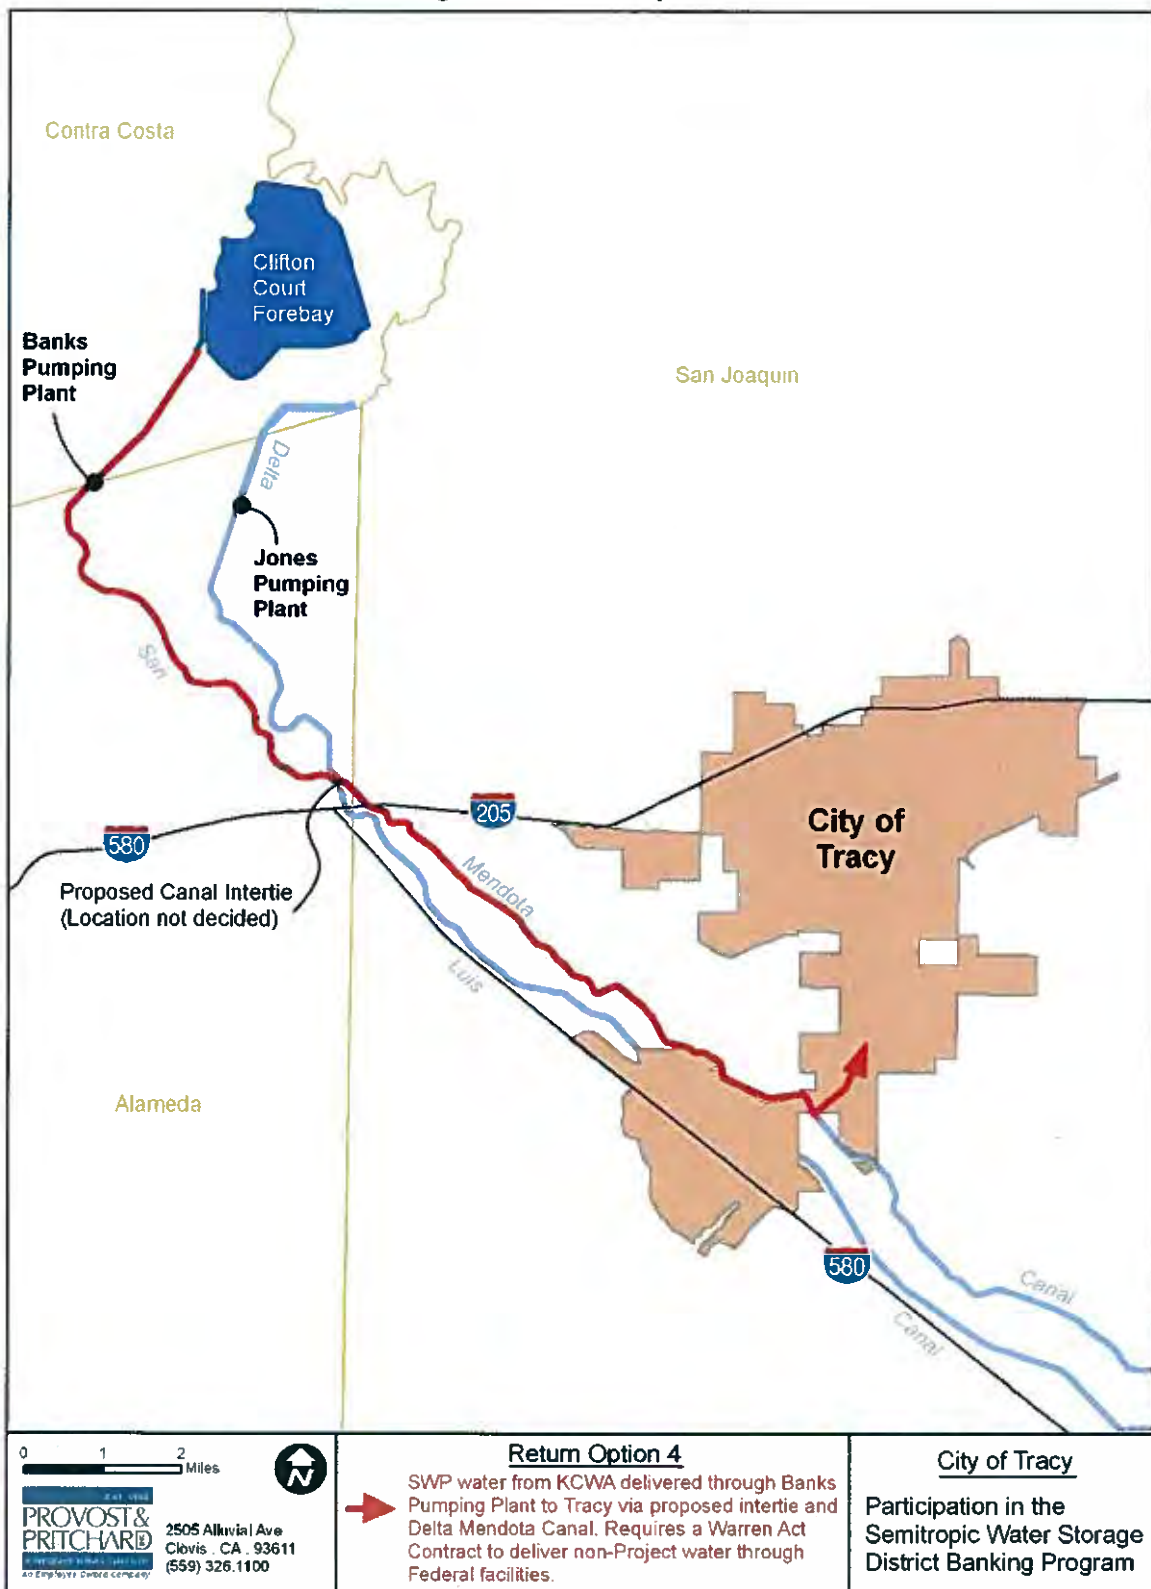 Contra Costa
Clifton
Court
Forebay
Banks
Pumping
Plant
San Joaquin
Delta
Jones
Pumping
Plant
San
205
580
City of
Tracy
Proposed Canal Intertie
(Location not decided)
Mendota
Luis
Alameda
580
Canal
Canal
0 1 2
Miles
N
PROVOST&
PRITCHARD
An Employee Owned Company
2505 Alluvial Ave
Clovis . CA . 93611
(559) 326.1100
Return Option 4
SWP water from KCWA delivered through Banks
Pumping Plant to Tracy via proposed intertie and
Delta Mendota Canal. Requires a Warren Act
Contract to deliver non-Project water through
Federal facilities.
City of Tracy
Participation in the
Semitropic Water Storage
District Banking Program